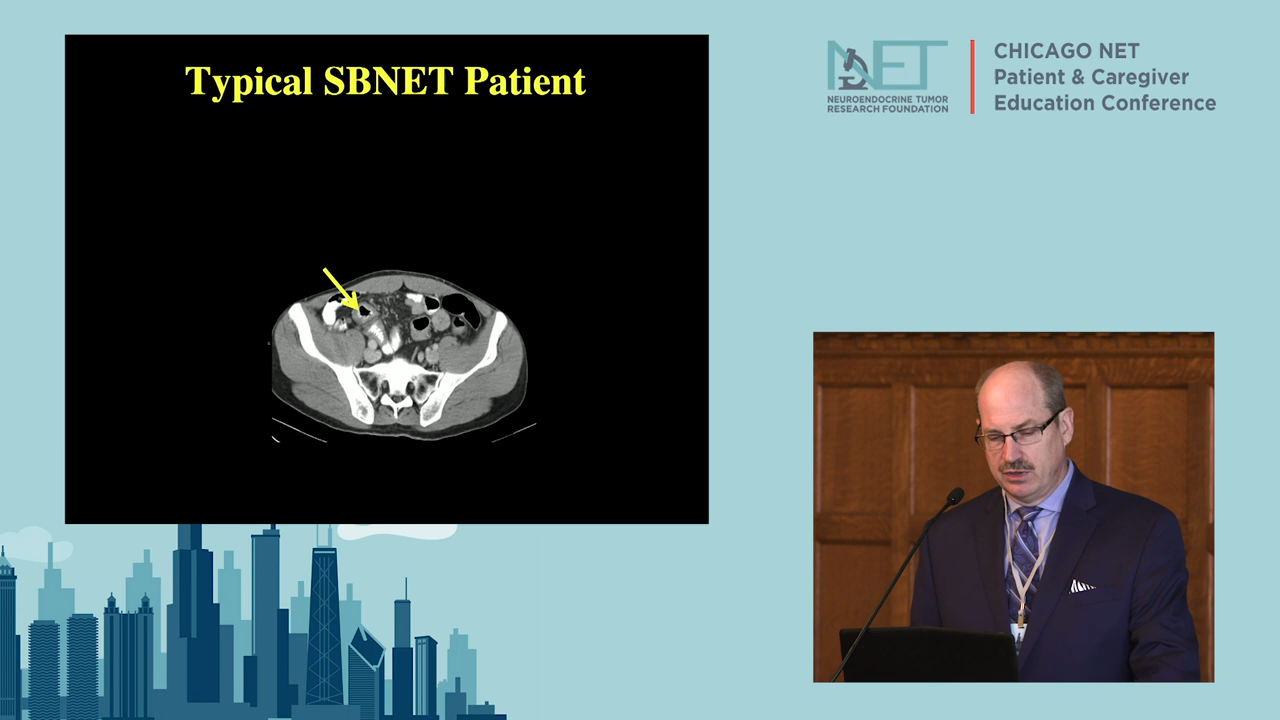 Typical SBNET Patient
NET
NEUROENDOCRINE TUMOR
RESEARCH FOUNDATION
CHICAGO NET
Patient & Caregiver
Education Conference